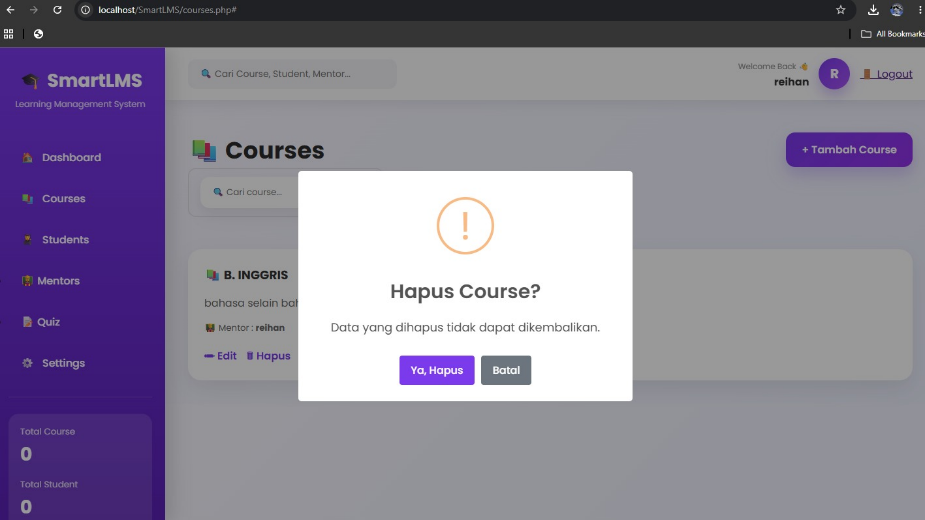 localhost/SmartLMS/courses.php#
All Bookmarks
SmartLMS
Learning Management System
Dashboard
Courses
Students
Mentors
Quiz
Settings
Total Course
0
Total Student
0
Cari Course, Student, Mentor...
Welcome Back
reihan
R
Logout
Courses
+ Tambah Course
Cari course...
B. INGGRIS
bahasa selain bah
Mentor : reihan
Edit Hapus
Hapus Course?
Data yang dihapus tidak dapat dikembalikan.
Ya, Hapus
Batal